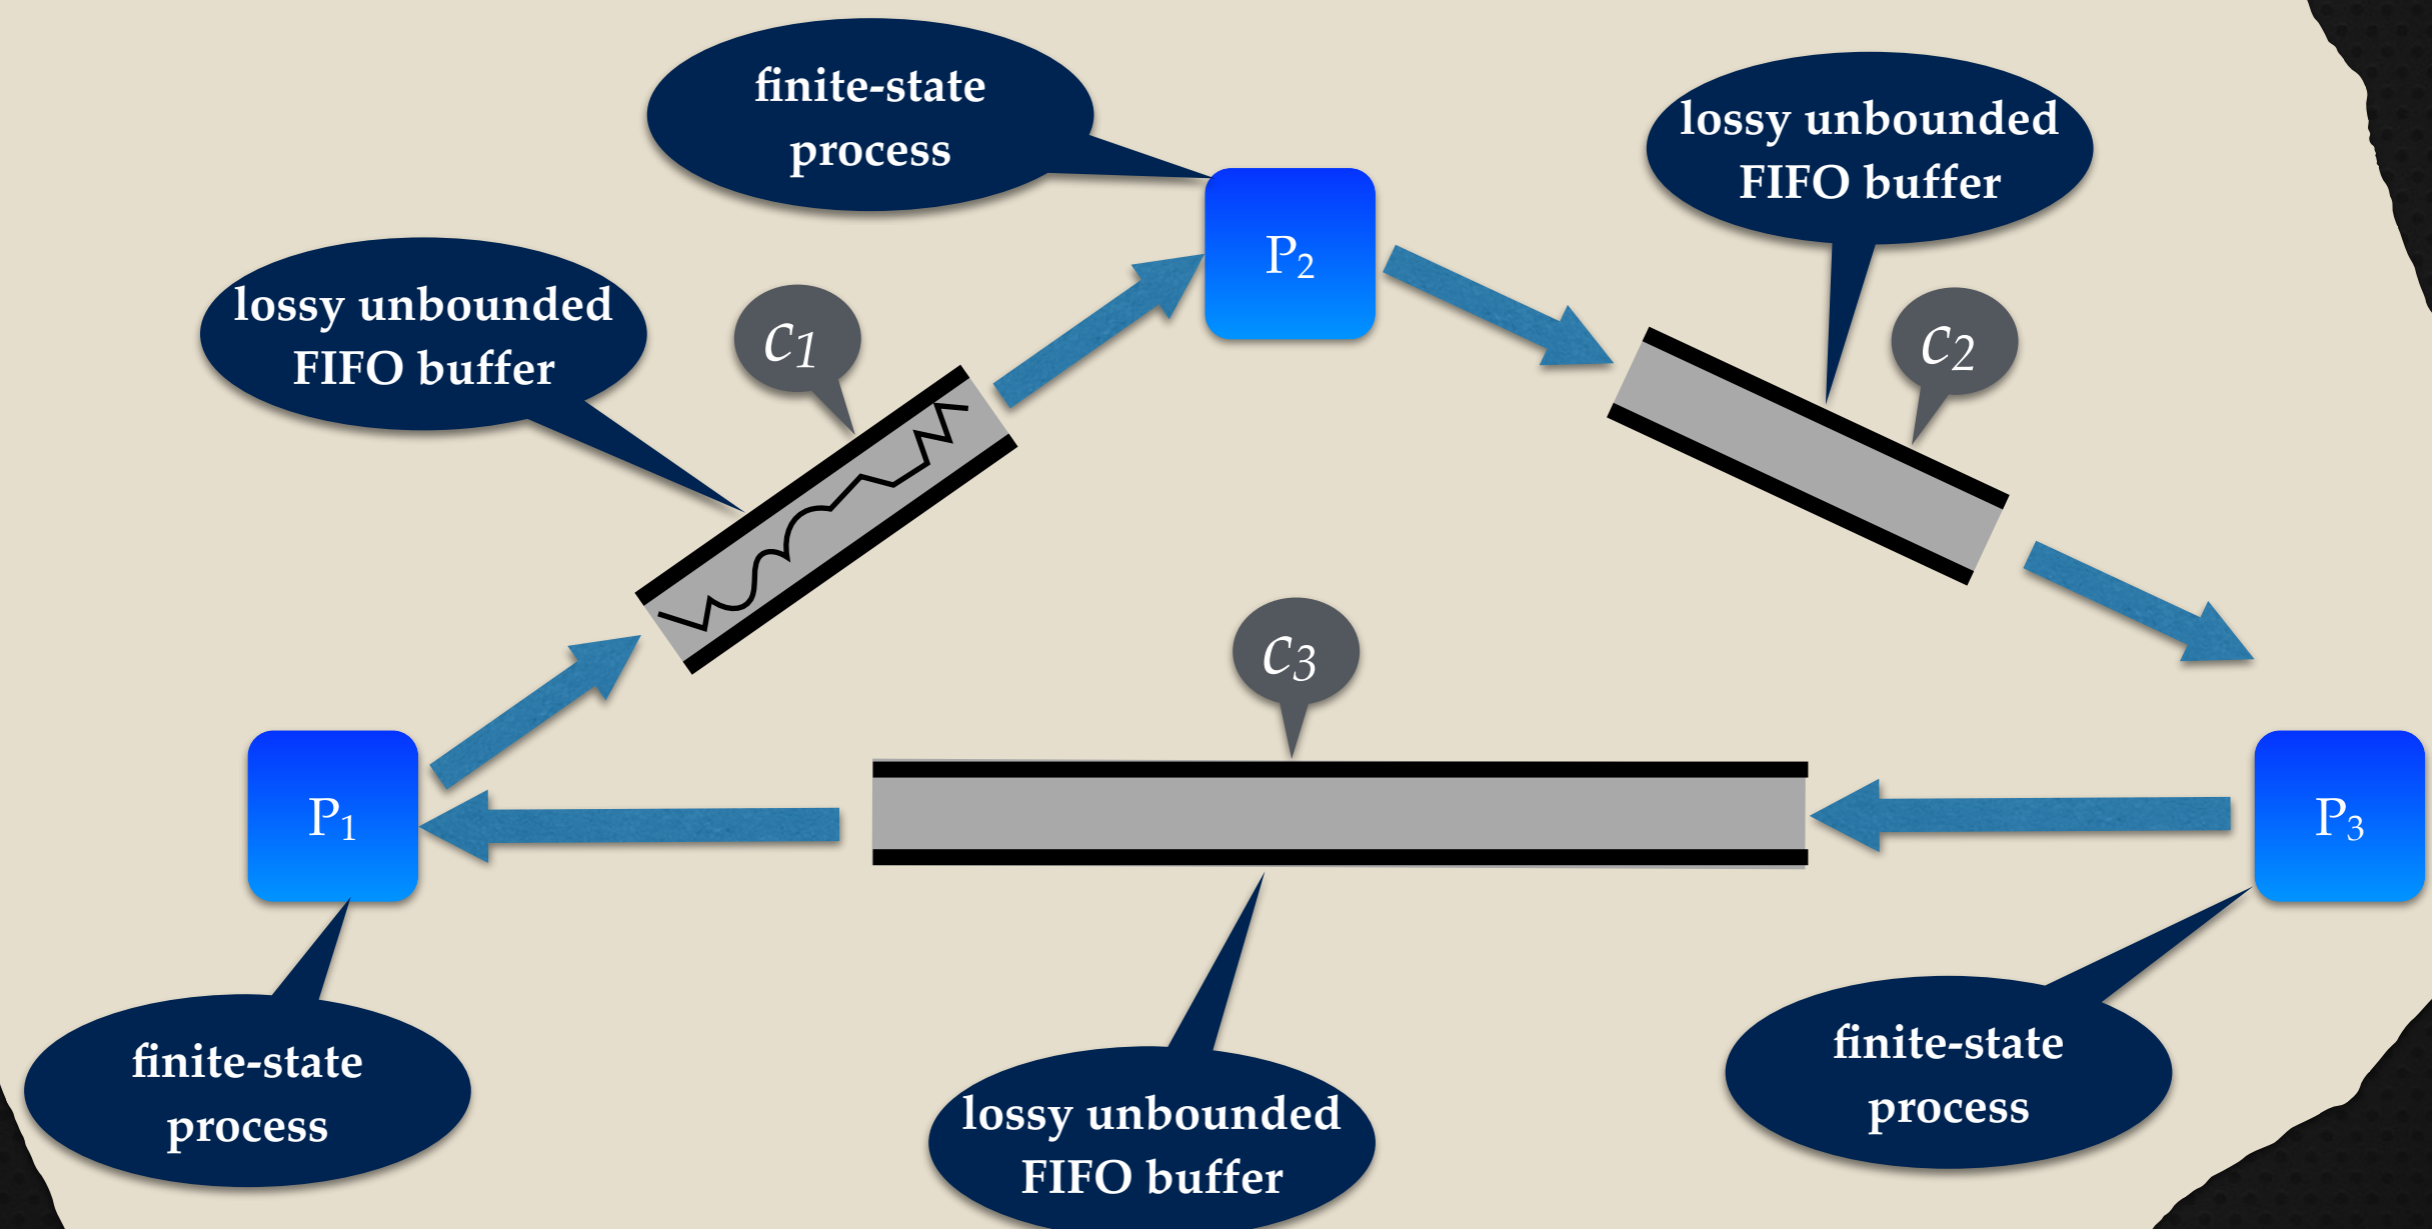 finite-state
process
lossy unbounded
FIFO buffer
P₂
lossy unbounded
FIFO buffer
c₁
c₂
c₃
P₁
P₃
finite-state
process
lossy unbounded
FIFO buffer
finite-state
process